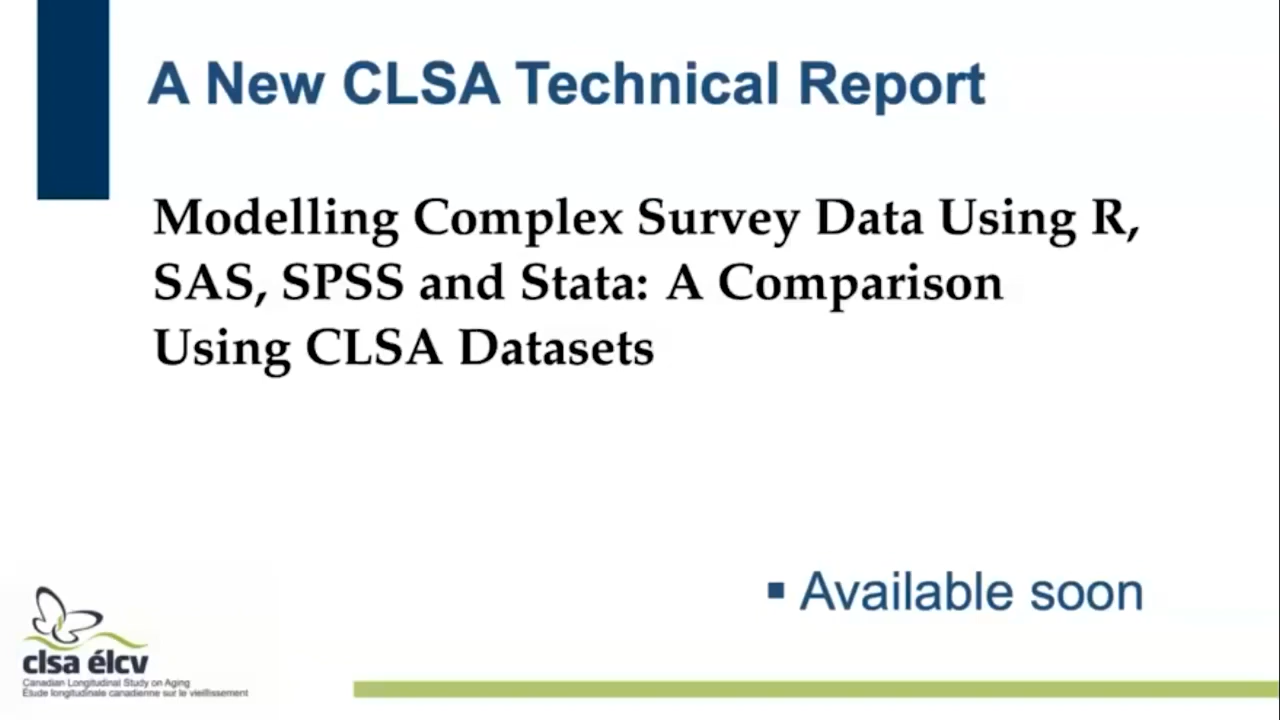 A New CLSA Technical Report
Modelling Complex Survey Data Using R,
SAS, SPSS and Stata: A Comparison
Using CLSA Datasets
▪ Available soon
clsa élcv
Canadian Longitudinal Study on Aging
Étude longitudinale canadienne sur le vieillissement